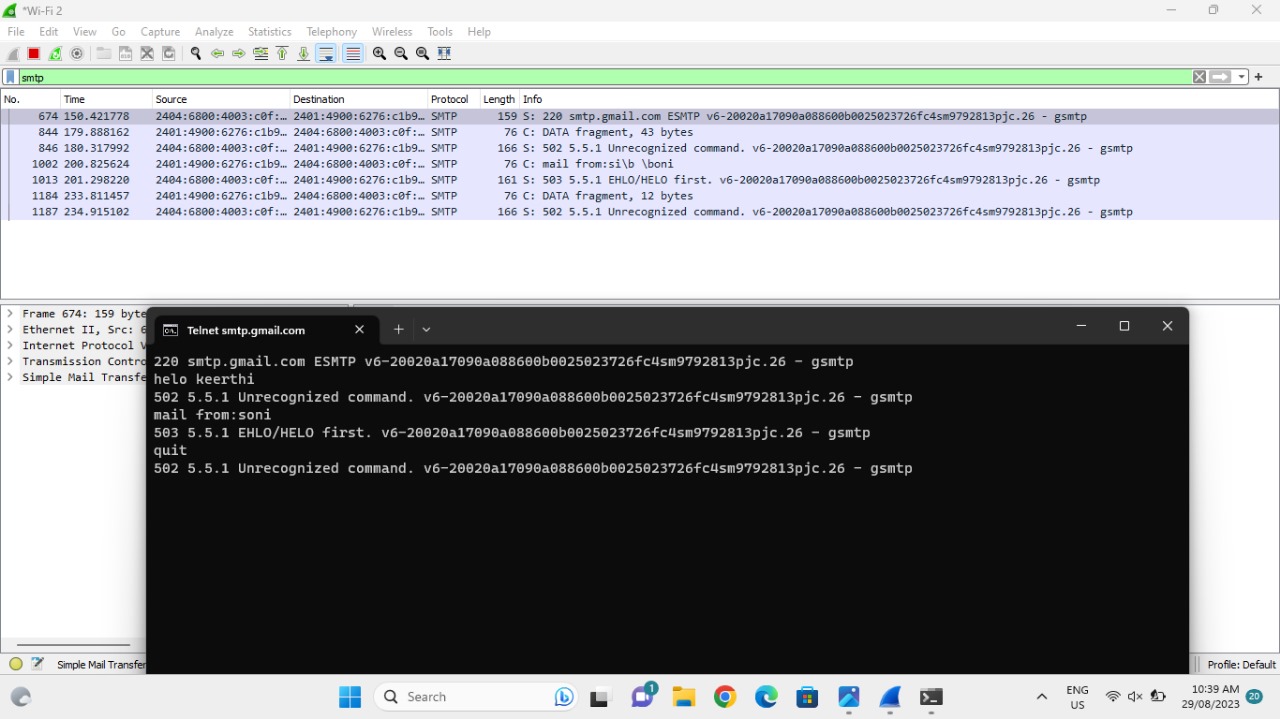 *Wi-Fi 2
File Edit View Go Capture Analyze Statistics Telephony Wireless Tools Help
smtp
No. Time Source Destination Protocol Length Info
674 150.421778 2404:6800:4003:c0f:… 2401:4900:6276:c1b9… SMTP 159 S: 220 smtp.gmail.com ESMTP v6-20020a17090a088600b0025023726fc4sm9792813pjc.26 - gsmtp
844 179.888162 2401:4900:6276:c1b9… 2404:6800:4003:c0f:… SMTP 76 C: DATA fragment, 43 bytes
846 180.317992 2404:6800:4003:c0f:… 2401:4900:6276:c1b9… SMTP 166 S: 502 5.5.1 Unrecognized command. v6-20020a17090a088600b0025023726fc4sm9792813pjc.26 - gsmtp
1002 200.825624 2401:4900:6276:c1b9… 2404:6800:4003:c0f:… SMTP 76 C: mail from:si\b \boni
1013 201.298220 2404:6800:4003:c0f:… 2401:4900:6276:c1b9… SMTP 161 S: 503 5.5.1 EHLO/HELO first. v6-20020a17090a088600b0025023726fc4sm9792813pjc.26 - gsmtp
1184 233.811457 2401:4900:6276:c1b9… 2404:6800:4003:c0f:… SMTP 76 C: DATA fragment, 12 bytes
1187 234.915102 2404:6800:4003:c0f:… 2401:4900:6276:c1b9… SMTP 166 S: 502 5.5.1 Unrecognized command. v6-20020a17090a088600b0025023726fc4sm9792813pjc.26 - gsmtp
Frame 674: 159 byte
Ethernet II, Src: 6
Internet Protocol V
Transmission Contro
Simple Mail Transfe
Telnet smtp.gmail.com
220 smtp.gmail.com ESMTP v6-20020a17090a088600b0025023726fc4sm9792813pjc.26 - gsmtp
helo keerthi
502 5.5.1 Unrecognized command. v6-20020a17090a088600b0025023726fc4sm9792813pjc.26 - gsmtp
mail from:soni
503 5.5.1 EHLO/HELO first. v6-20020a17090a088600b0025023726fc4sm9792813pjc.26 - gsmtp
quit
502 5.5.1 Unrecognized command. v6-20020a17090a088600b0025023726fc4sm9792813pjc.26 - gsmtp
Simple Mail Transfer
Profile: Default
Search
1
ENG
US
10:39 AM
29/08/2023
20